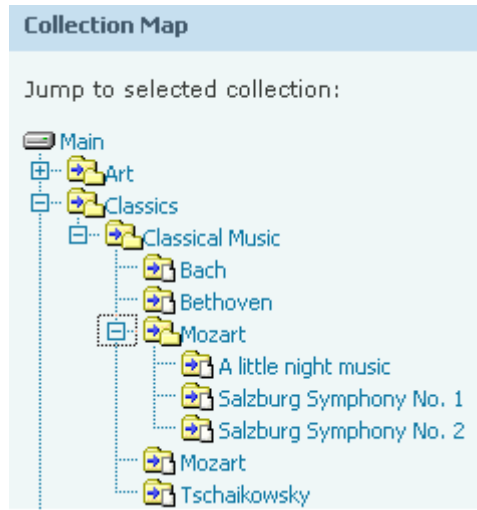 Collection Map
Jump to selected collection:
Main
Art
Classics
Classical Music
Bach
Bethoven
Mozart
A little night music
Salzburg Symphony No. 1
Salzburg Symphony No. 2
Mozart
Tschaikowsky